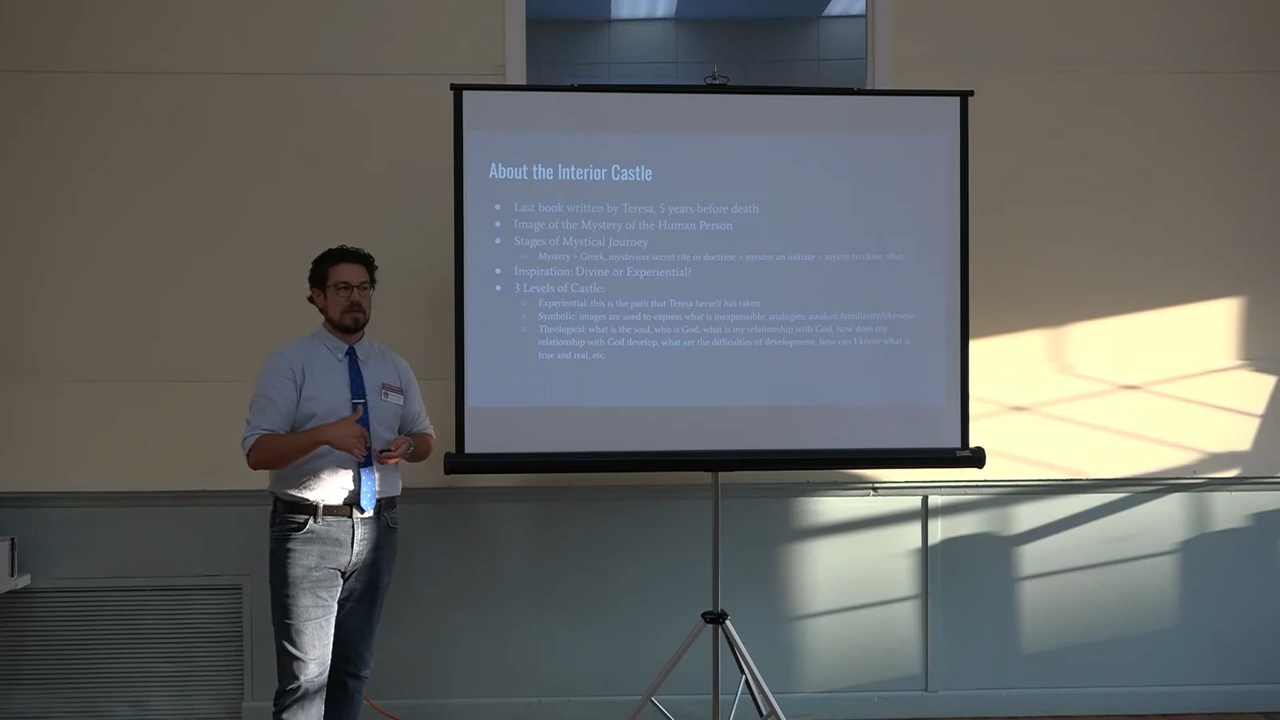 About the Interior Castle
Last book written by Teresa, 5 years before death
Image of the Mystery of the Human Person
Stages of Mystical Journey
Mystery > Greek, mysterion: secret rite or doctrine > mystes: an initiate > myein: to close, shut
Inspiration: Divine or Experiential?
3 Levels of Castle:
Experiential: this is the path that Teresa herself has taken
Symbolic: images are used to express what is inexpressible; analogies; awaken familiarity/likeness
Theological: what is the soul, who is God, what is my relationship with God, how does my
relationship with God develop, what are the difficulties of development, how can I know what is
true and real, etc.